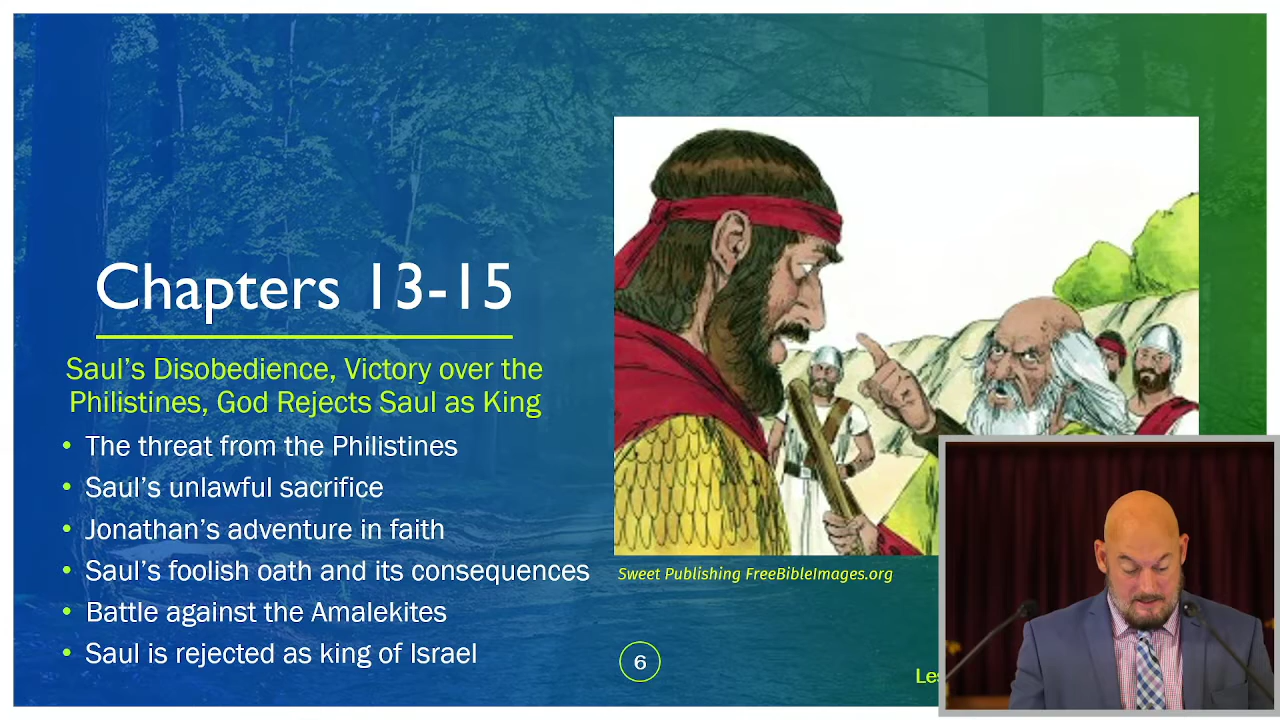 Chapters 13-15
Saul's Disobedience, Victory over the
Philistines, God Rejects Saul as King
• The threat from the Philistines
• Saul's unlawful sacrifice
• Jonathan's adventure in faith
• Saul's foolish oath and its consequences
• Battle against the Amalekites
• Saul is rejected as king of Israel
Sweet Publishing FreeBibleImages.org
6